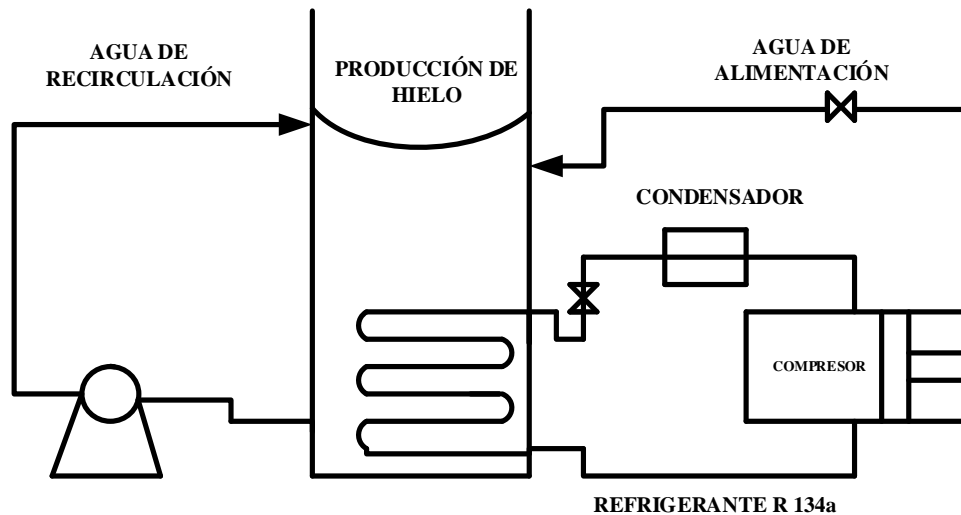 AGUA DE
RECIRCULACIÓN
PRODUCCIÓN DE
HIELO
AGUA DE
ALIMENTACIÓN
CONDENSADOR
COMPRESOR
REFRIGERANTE R 134a